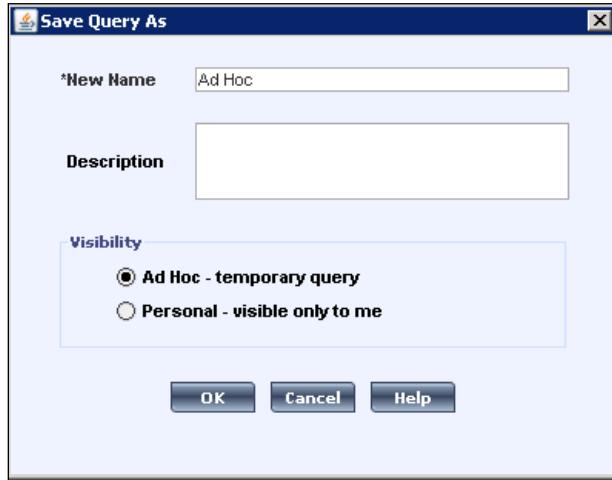 Save Query As
*New Name
Ad Hoc
Description
Visibility
Ad Hoc - temporary query
Personal - visible only to me
OK Cancel Help